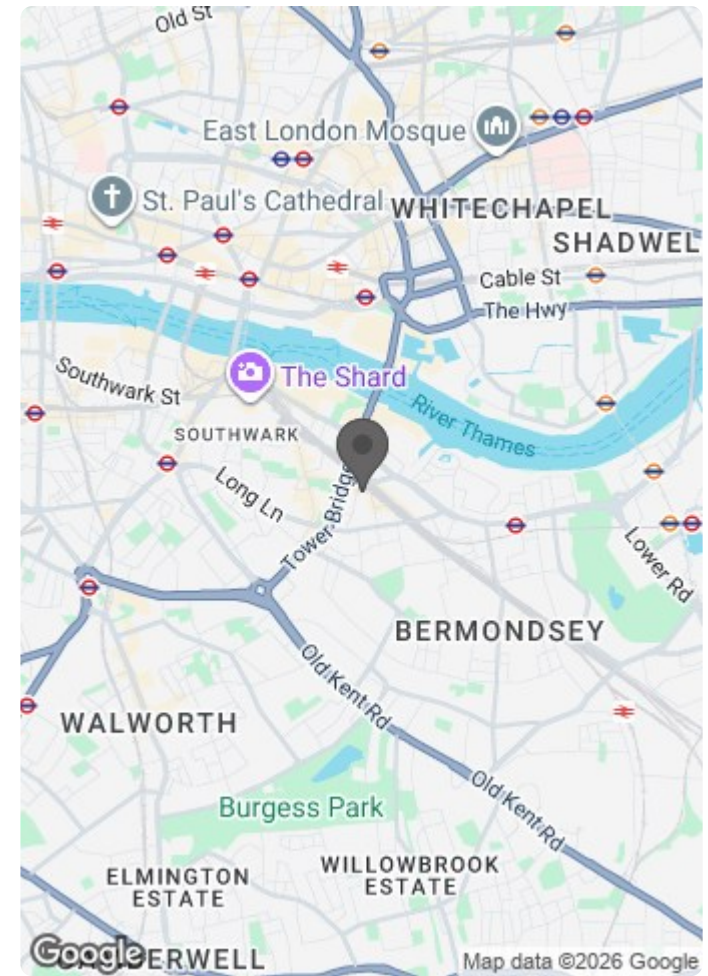 Old St
East London Mosque
St. Paul's Cathedral
WHITECHAPEL
SHADWEL
Cable St
The Hwy
Southwark St
The Shard
River Thames
SOUTHWARK
Long Ln
Tower Bridge
Lower Rd
BERMONDSEY
Old Kent Rd
WALWORTH
Old Kent Rd
Burgess Park
ELMINGTON
ESTATE
WILLOWBROOK
ESTATE
Google
BERWELL
Map data ©2026 Google